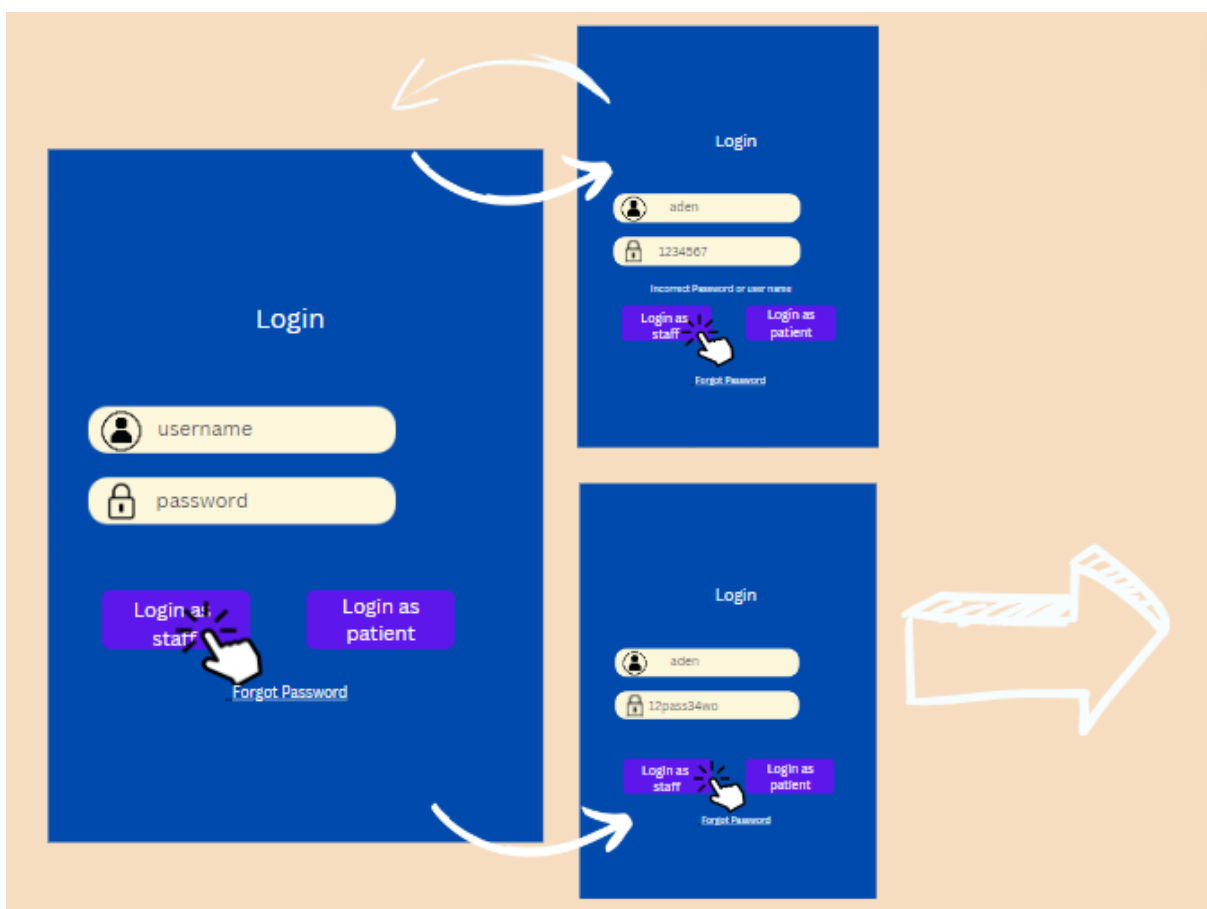 Login
username
password
Login as
staff
Login as
patient
Forgot Password
Login
aden
1234567
Incorrect Password or user name
Login as
staff
Login as
patient
Forgot Password
Login
aden
12pass34wo
Login as
staff
Login as
patient
Forgot Password